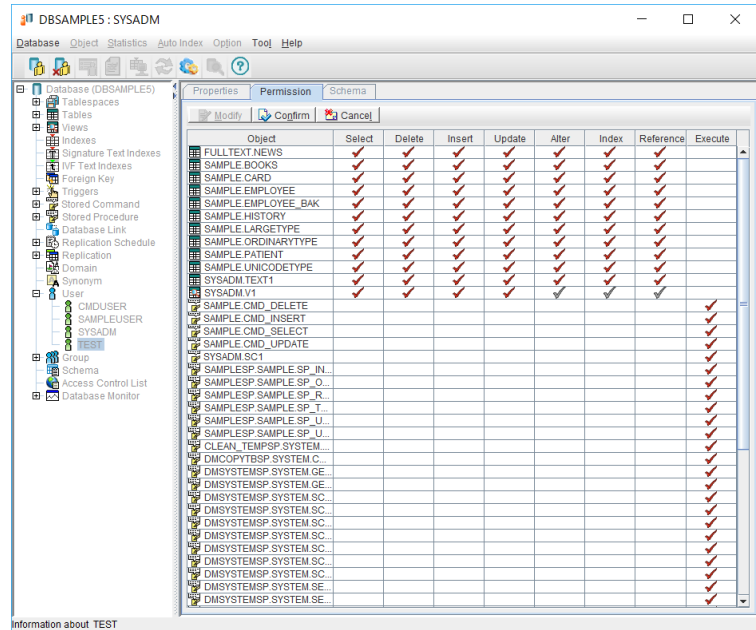 DBSAMPLE5 : SYSADM
Database Object Statistics Auto Index Option Tool Help
Database (DBSAMPLE5)
Tablespaces
Tables
Views
Indexes
Signature Text Indexes
IVF Text Indexes
Foreign Key
Triggers
Stored Command
Stored Procedure
Database Link
Replication Schedule
Replication
Domain
Synonym
User
CMDUSER
SAMPLEUSER
SYSADM
TEST
Group
Schema
Access Control List
Database Monitor
Properties Permission Schema
Modify Confirm Cancel
Object Select Delete Insert Update Alter Index Reference Execute
FULLTEXT.NEWS
SAMPLE.BOOKS
SAMPLE.CARD
SAMPLE.EMPLOYEE
SAMPLE.EMPLOYEE_BAK
SAMPLE.HISTORY
SAMPLE.LARGETYPE
SAMPLE.ORDINARYTYPE
SAMPLE.PATIENT
SAMPLE.UNICODETYPE
SYSADM.TEXT1
SYSADM.V1
SAMPLE.CMD_DELETE
SAMPLE.CMD_INSERT
SAMPLE.CMD_SELECT
SAMPLE.CMD_UPDATE
SYSADM.SC1
SAMPLESP.SAMPLE.SP_IN...
SAMPLESP.SAMPLE.SP_O...
SAMPLESP.SAMPLE.SP_R...
SAMPLESP.SAMPLE.SP_T...
SAMPLESP.SAMPLE.SP_U...
SAMPLESP.SAMPLE.SP_U...
CLEAN_TEMPSP.SYSTEM....
DMCOPYTBSP.SYSTEM.C...
DMSYSTEMSP.SYSTEM.GE...
DMSYSTEMSP.SYSTEM.GE...
DMSYSTEMSP.SYSTEM.SC...
DMSYSTEMSP.SYSTEM.SC...
DMSYSTEMSP.SYSTEM.SC...
DMSYSTEMSP.SYSTEM.SC...
DMSYSTEMSP.SYSTEM.SC...
DMSYSTEMSP.SYSTEM.SC...
DMSYSTEMSP.SYSTEM.SE...
DMSYSTEMSP.SYSTEM.SE...
Information about TEST